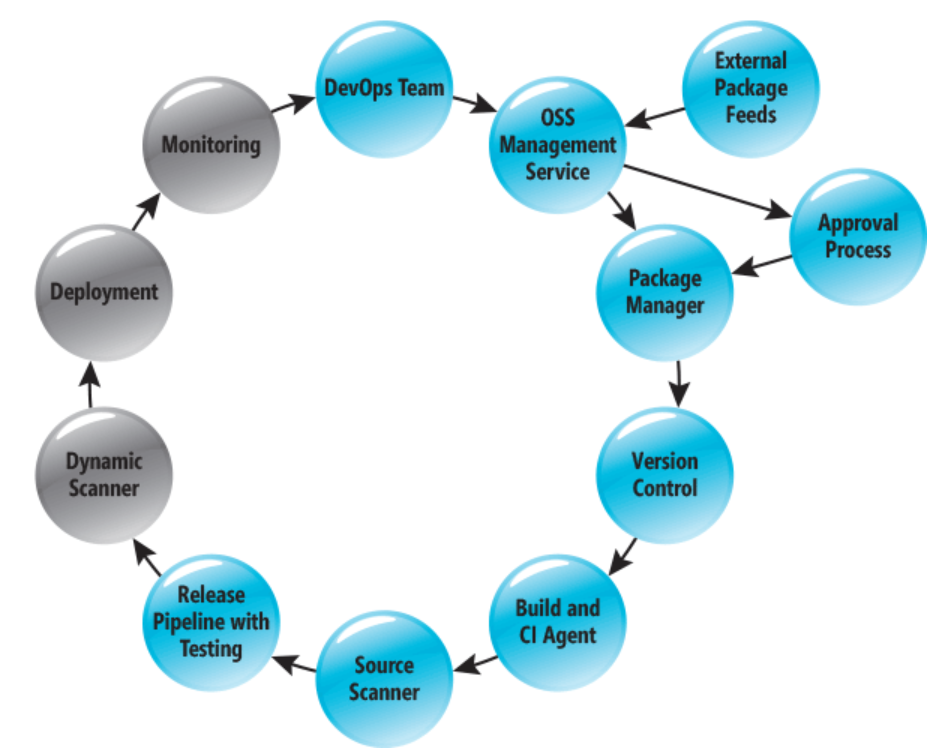 DevOps Team
External
Package
Feeds
OSS
Management
Service
Monitoring
Approval
Process
Package
Manager
Deployment
Version
Control
Dynamic
Scanner
Build and
CI Agent
Release
Pipeline with
Testing
Source
Scanner